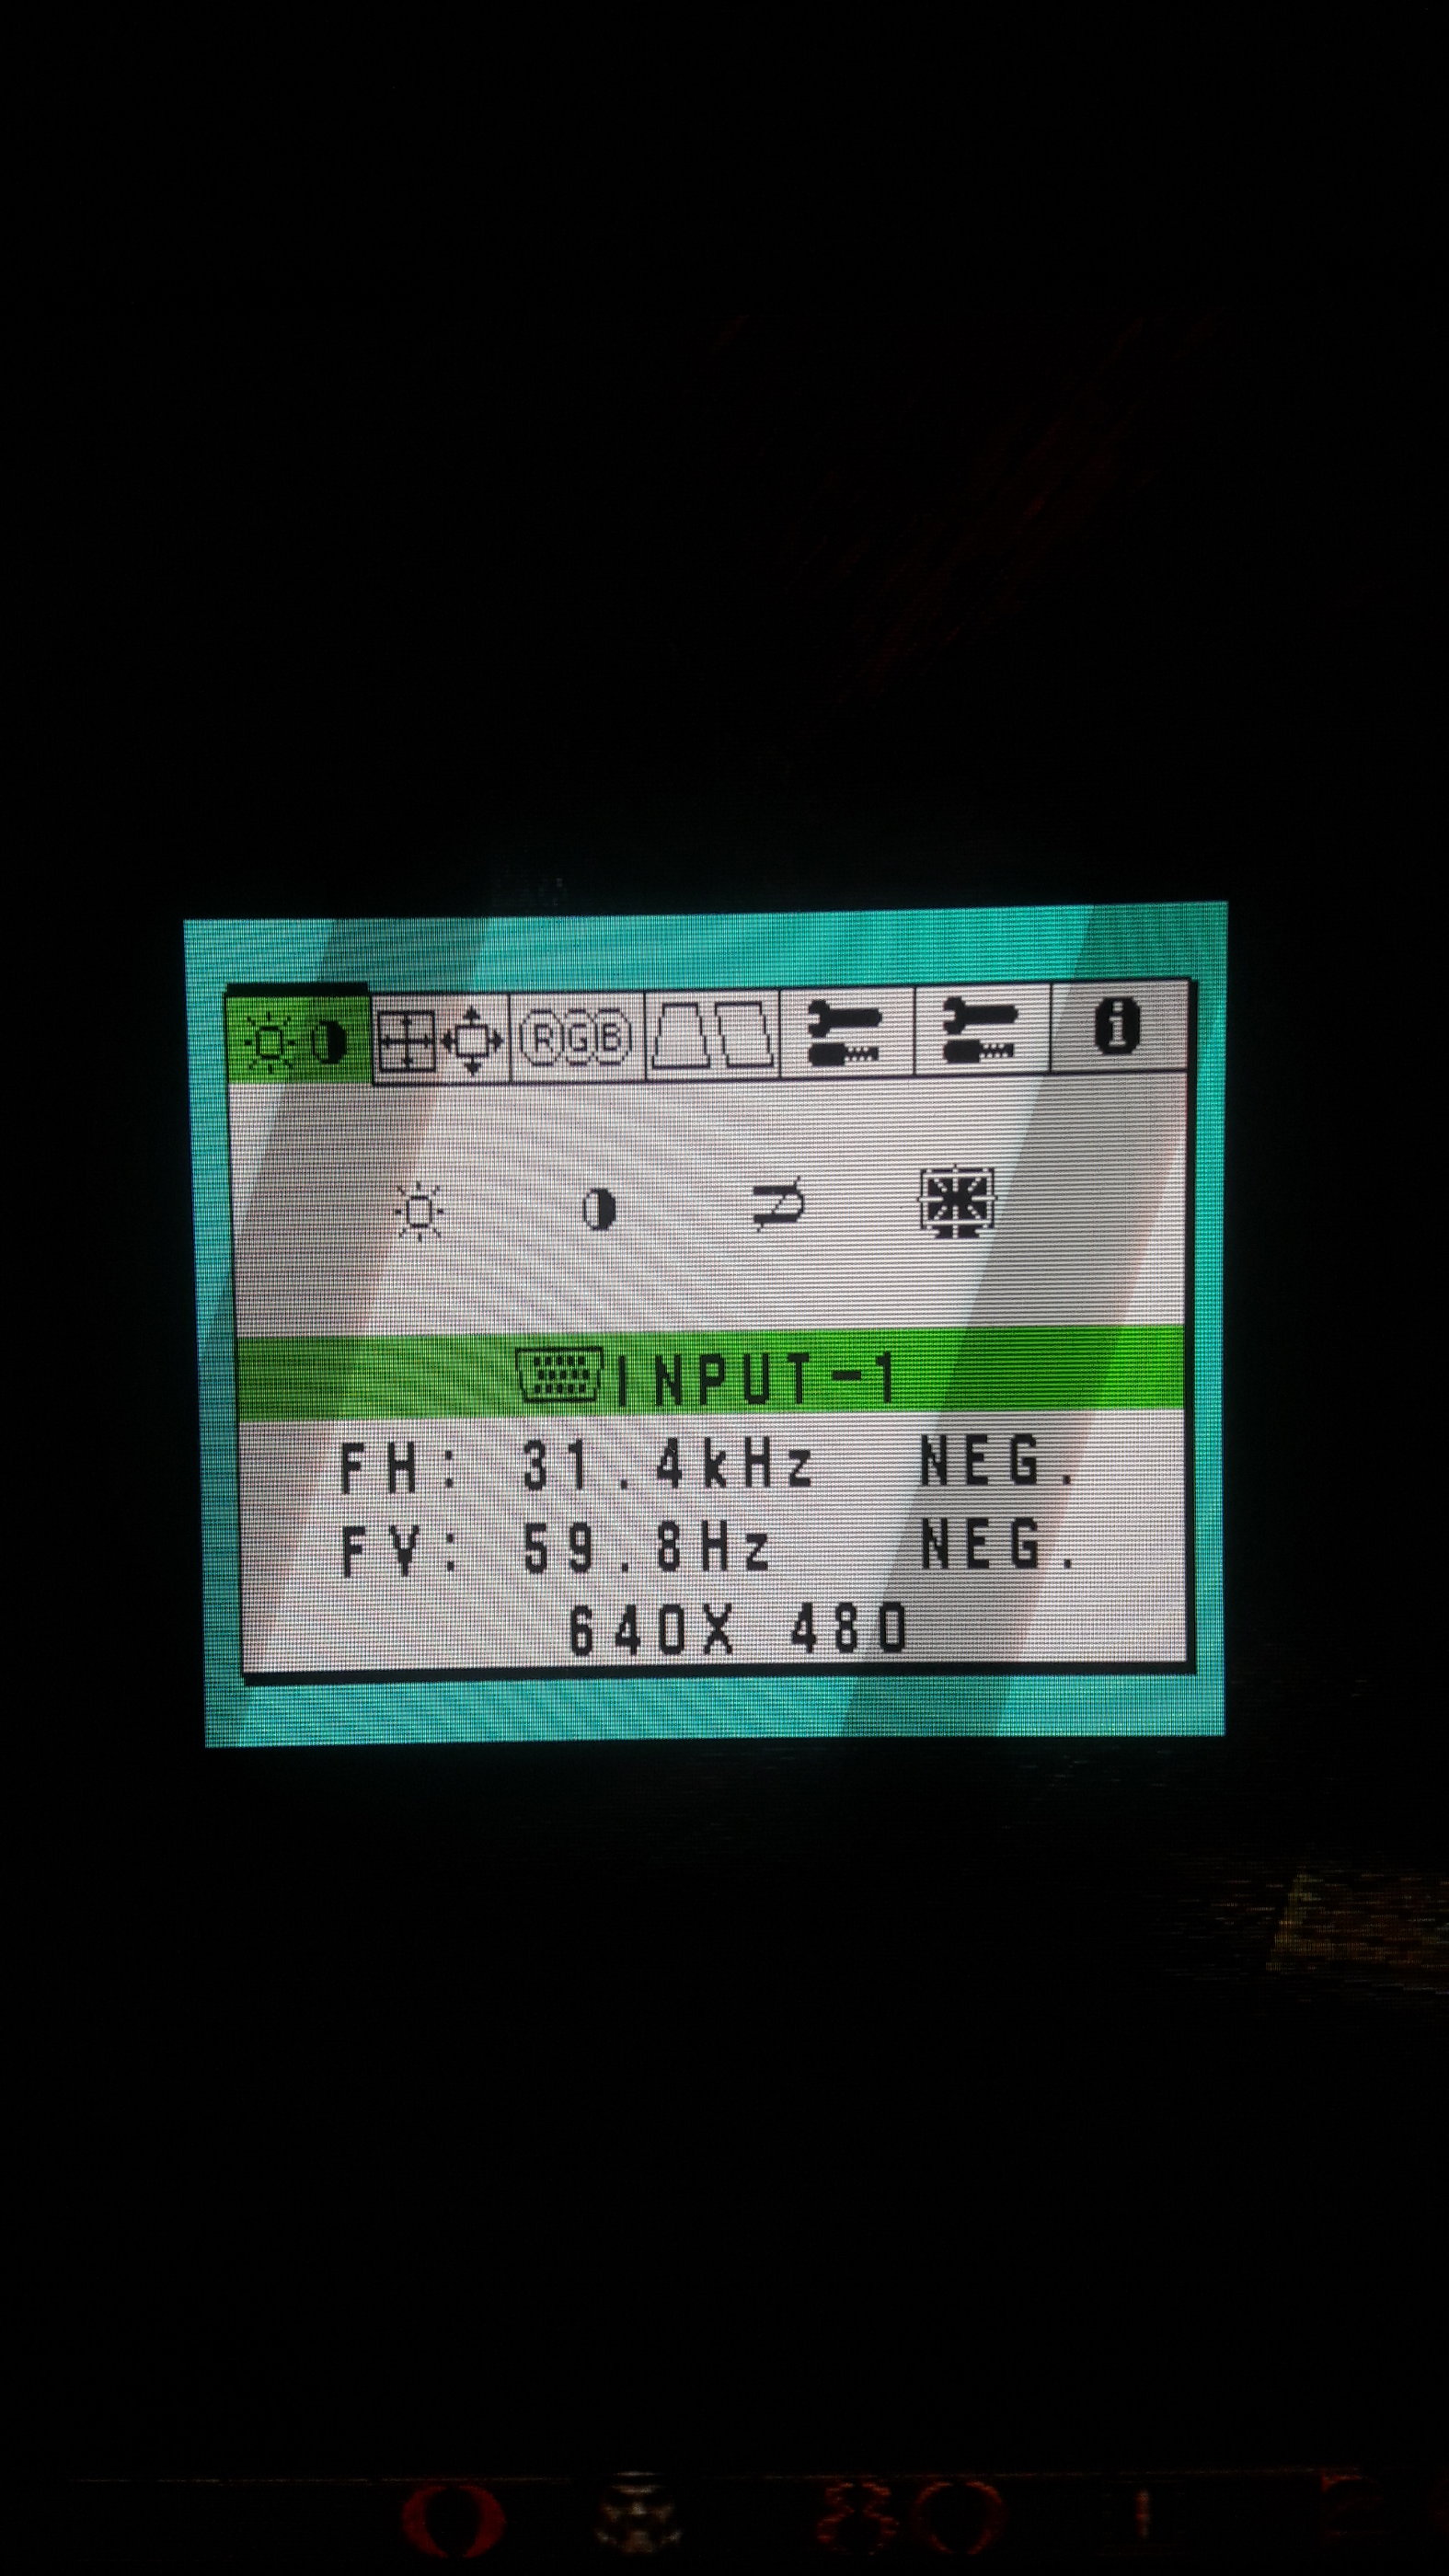 RGB
i
INPUT-1
FH: 31.4kHz NEG.
FV: 59.8Hz NEG.
640X 480